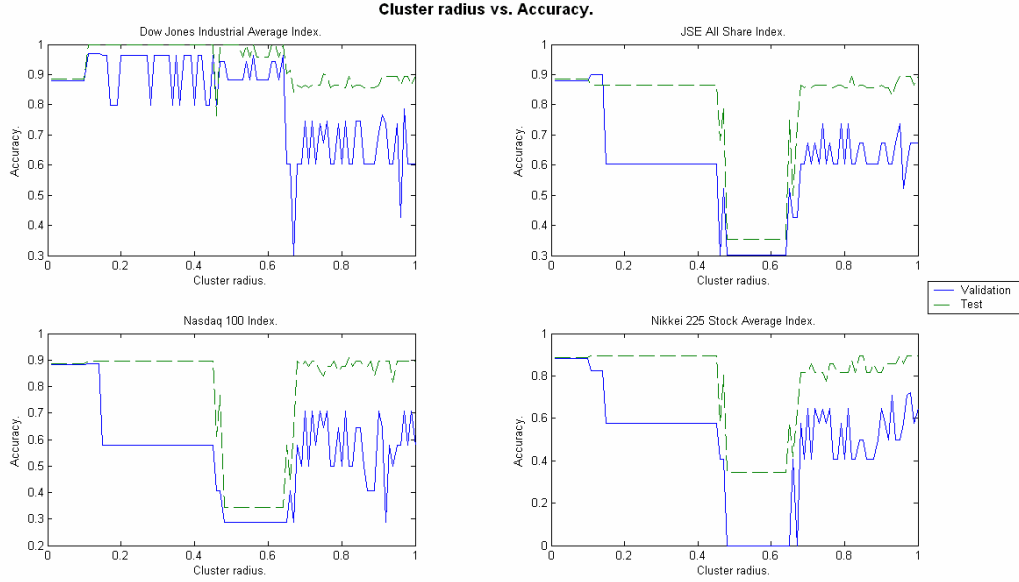 Cluster radius vs. Accuracy.
Dow Jones Industrial Average Index.
1
0.9
0.8
0.7
0.6
0.5
0.4
0.3
Accuracy.
0 0.2 0.4 0.6 0.8 1
Cluster radius.
JSE All Share Index.
1
0.9
0.8
0.7
0.6
0.5
0.4
0.3
Accuracy.
0 0.2 0.4 0.6 0.8 1
Cluster radius.
Validation
Test
Nasdaq 100 Index.
1
0.9
0.8
0.7
0.6
0.5
0.4
0.3
0.2
Accuracy.
0 0.2 0.4 0.6 0.8 1
Cluster radius.
Nikkei 225 Stock Average Index.
1
0.8
0.6
0.4
0.2
0
Accuracy.
0 0.2 0.4 0.6 0.8 1
Cluster radius.